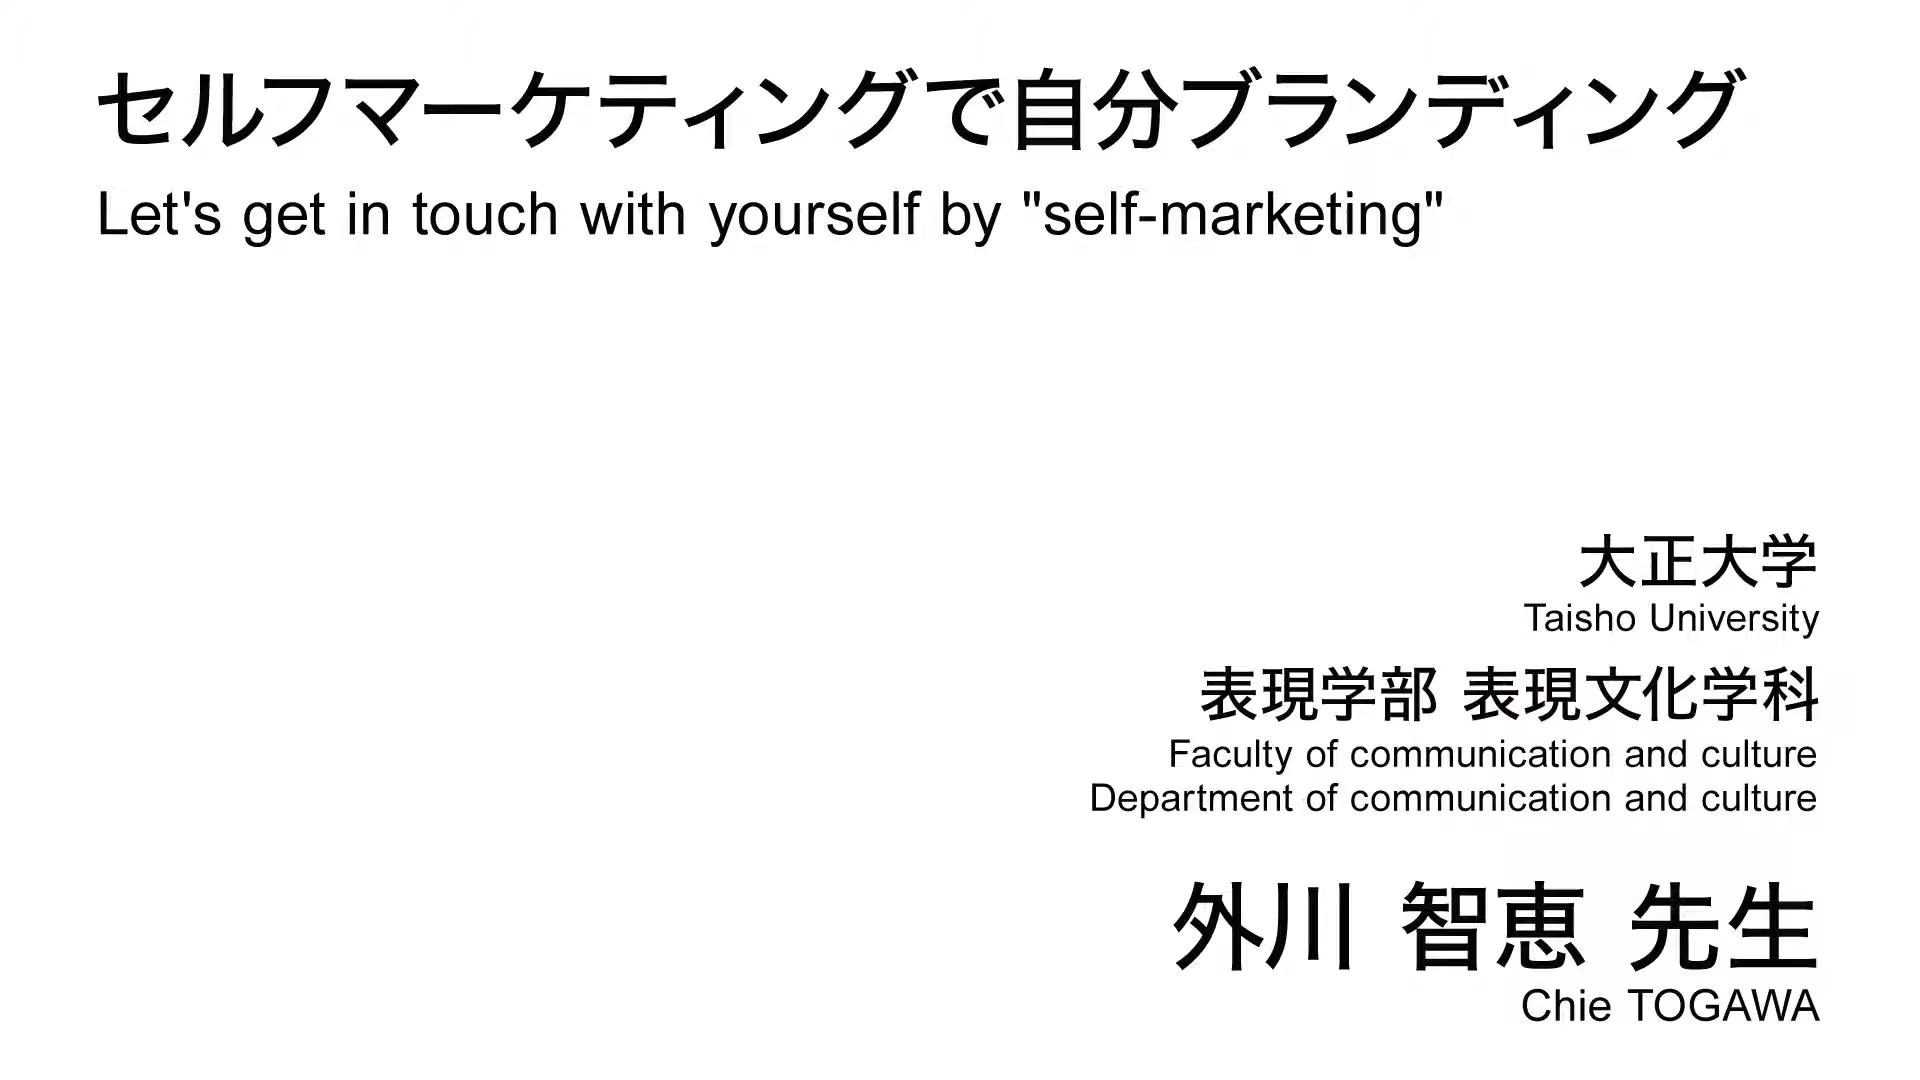 セルフマーケティングで自分ブランディング
Let's get in touch with yourself by "self-marketing"
大正大学
Taisho University
表現学部 表現文化学科
Faculty of communication and culture
Department of communication and culture
外川 智恵 先生
Chie TOGAWA